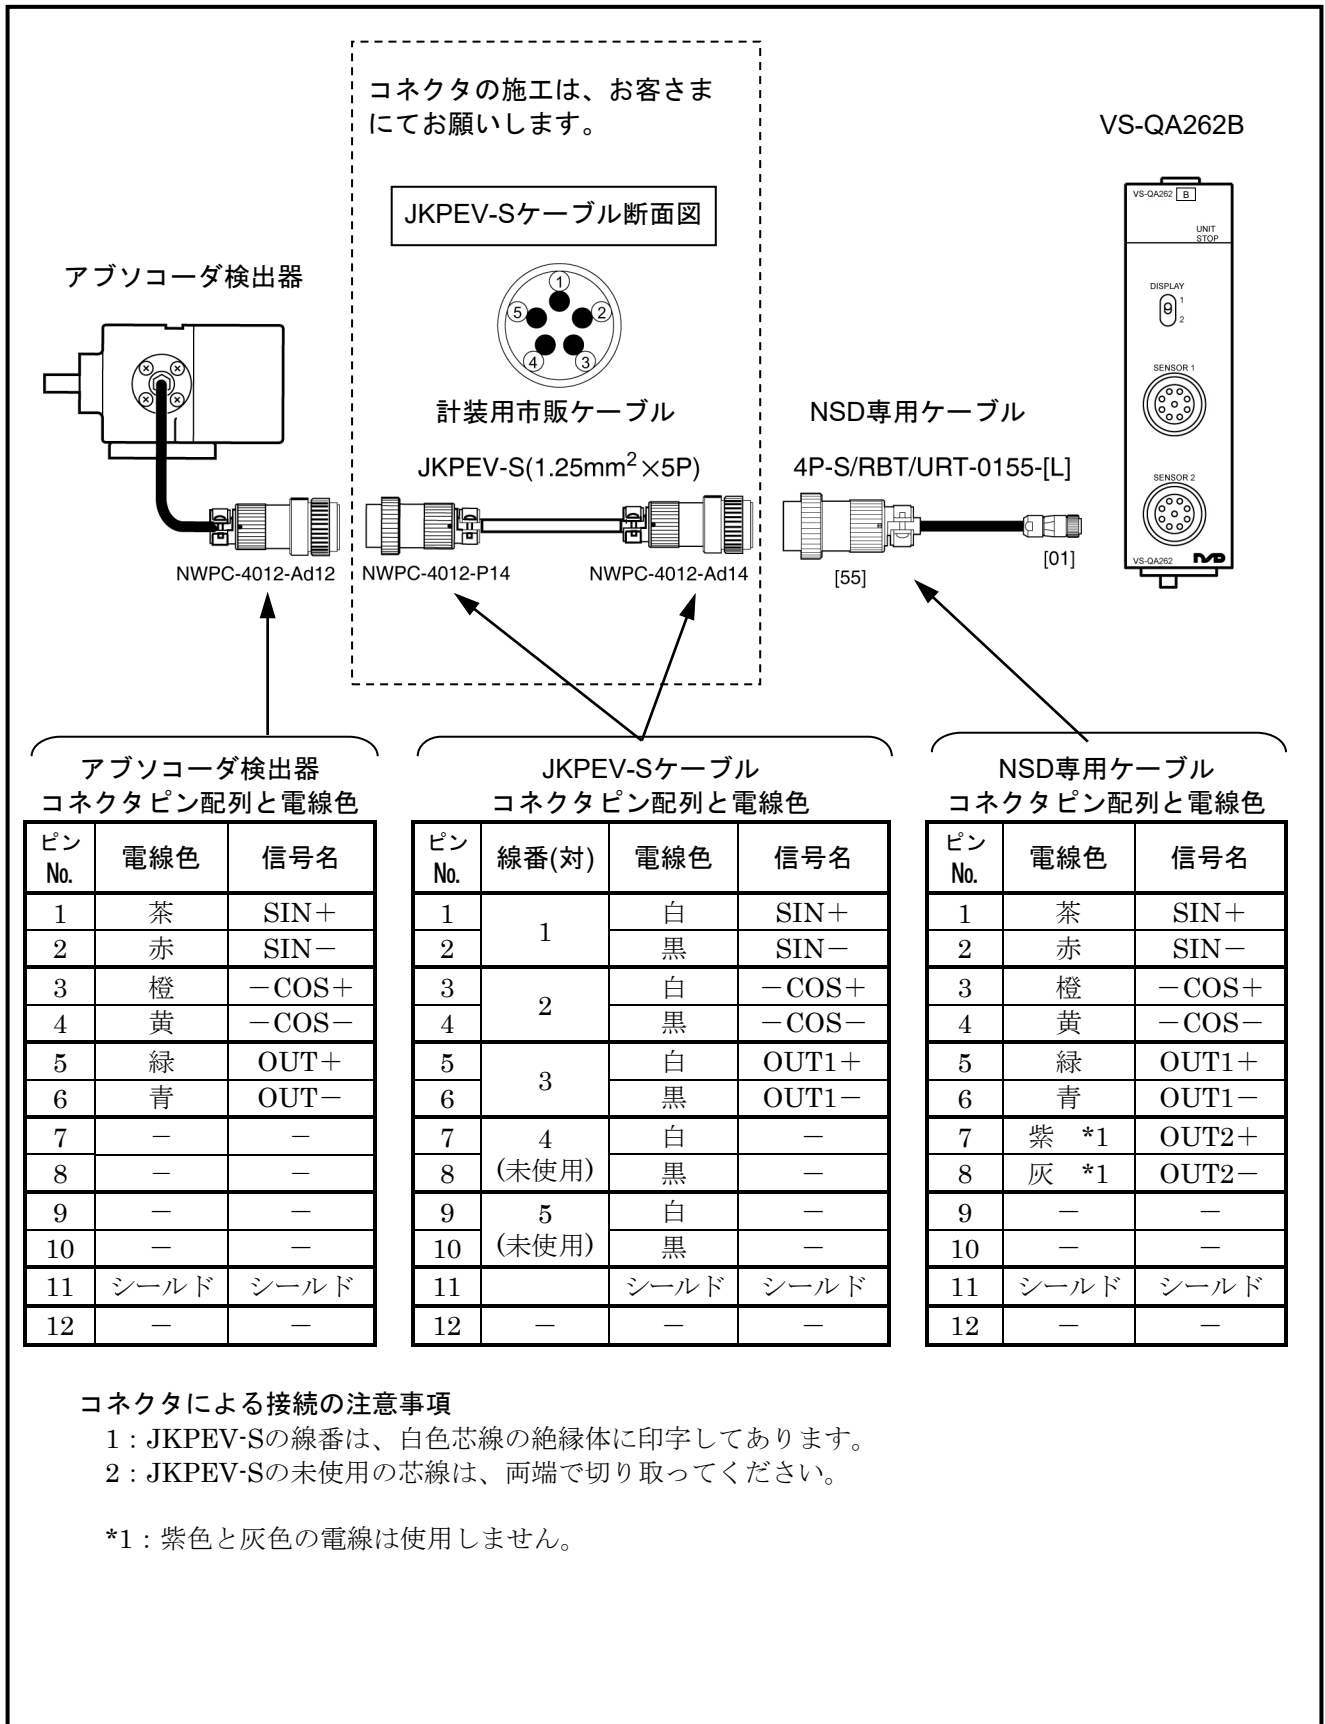 コネクタの施工は、お客さま
にてお願いします。
VS-QA262B
JKPEV-Sケーブル断面図
VS-QA262 B
UNIT
STOP
アブソコーダ検出器
1
5 2
4 3
DISPLAY
1
2
SENSOR 1
計装用市販ケーブル
NSD専用ケーブル
JKPEV-S(1.25mm²×5P)
4P-S/RBT/URT-0155-[L]
SENSOR 2
NWPC-4012-Ad12
NWPC-4012-P14
NWPC-4012-Ad14
[55]
[01]
VS-QA262 NSD
アブソコーダ検出器
コネクタピン配列と電線色
ピンNo. 電線色 信号名
1 茶 SIN+
2 赤 SIN−
3 橙 −COS+
4 黄 −COS−
5 緑 OUT+
6 青 OUT−
7 − −
8 − −
9 − −
10 − −
11 シールド シールド
12 − −
JKPEV-Sケーブル
コネクタピン配列と電線色
ピンNo. 線番(対) 電線色 信号名
1 1 白 SIN+
2 黒 SIN−
3 2 白 −COS+
4 黒 −COS−
5 3 白 OUT1+
6 黒 OUT1−
7 4 白 −
8 (未使用) 黒 −
9 5 白 −
10 (未使用) 黒 −
11 シールド シールド
12 − − −
NSD専用ケーブル
コネクタピン配列と電線色
ピンNo. 電線色 信号名
1 茶 SIN+
2 赤 SIN−
3 橙 −COS+
4 黄 −COS−
5 緑 OUT1+
6 青 OUT1−
7 紫 *1 OUT2+
8 灰 *1 OUT2−
9 − −
10 − −
11 シールド シールド
12 − −
コネクタによる接続の注意事項
1：JKPEV-Sの線番は、白色芯線の絶縁体に印字してあります。
2：JKPEV-Sの未使用の芯線は、両端で切り取ってください。
*1：紫色と灰色の電線は使用しません。